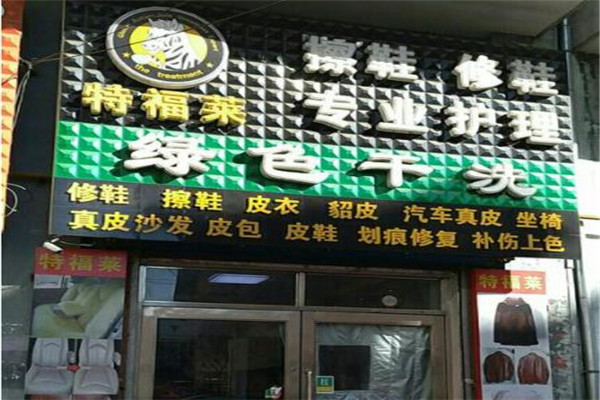 擦鞋 修鞋
特福莱 专业护理
the treatment
绿色干洗
修鞋 擦鞋 皮衣 貂皮 汽车真皮 坐椅
真皮沙发 皮包 皮鞋 划痕修复 补伤上色
特福莱
特福莱